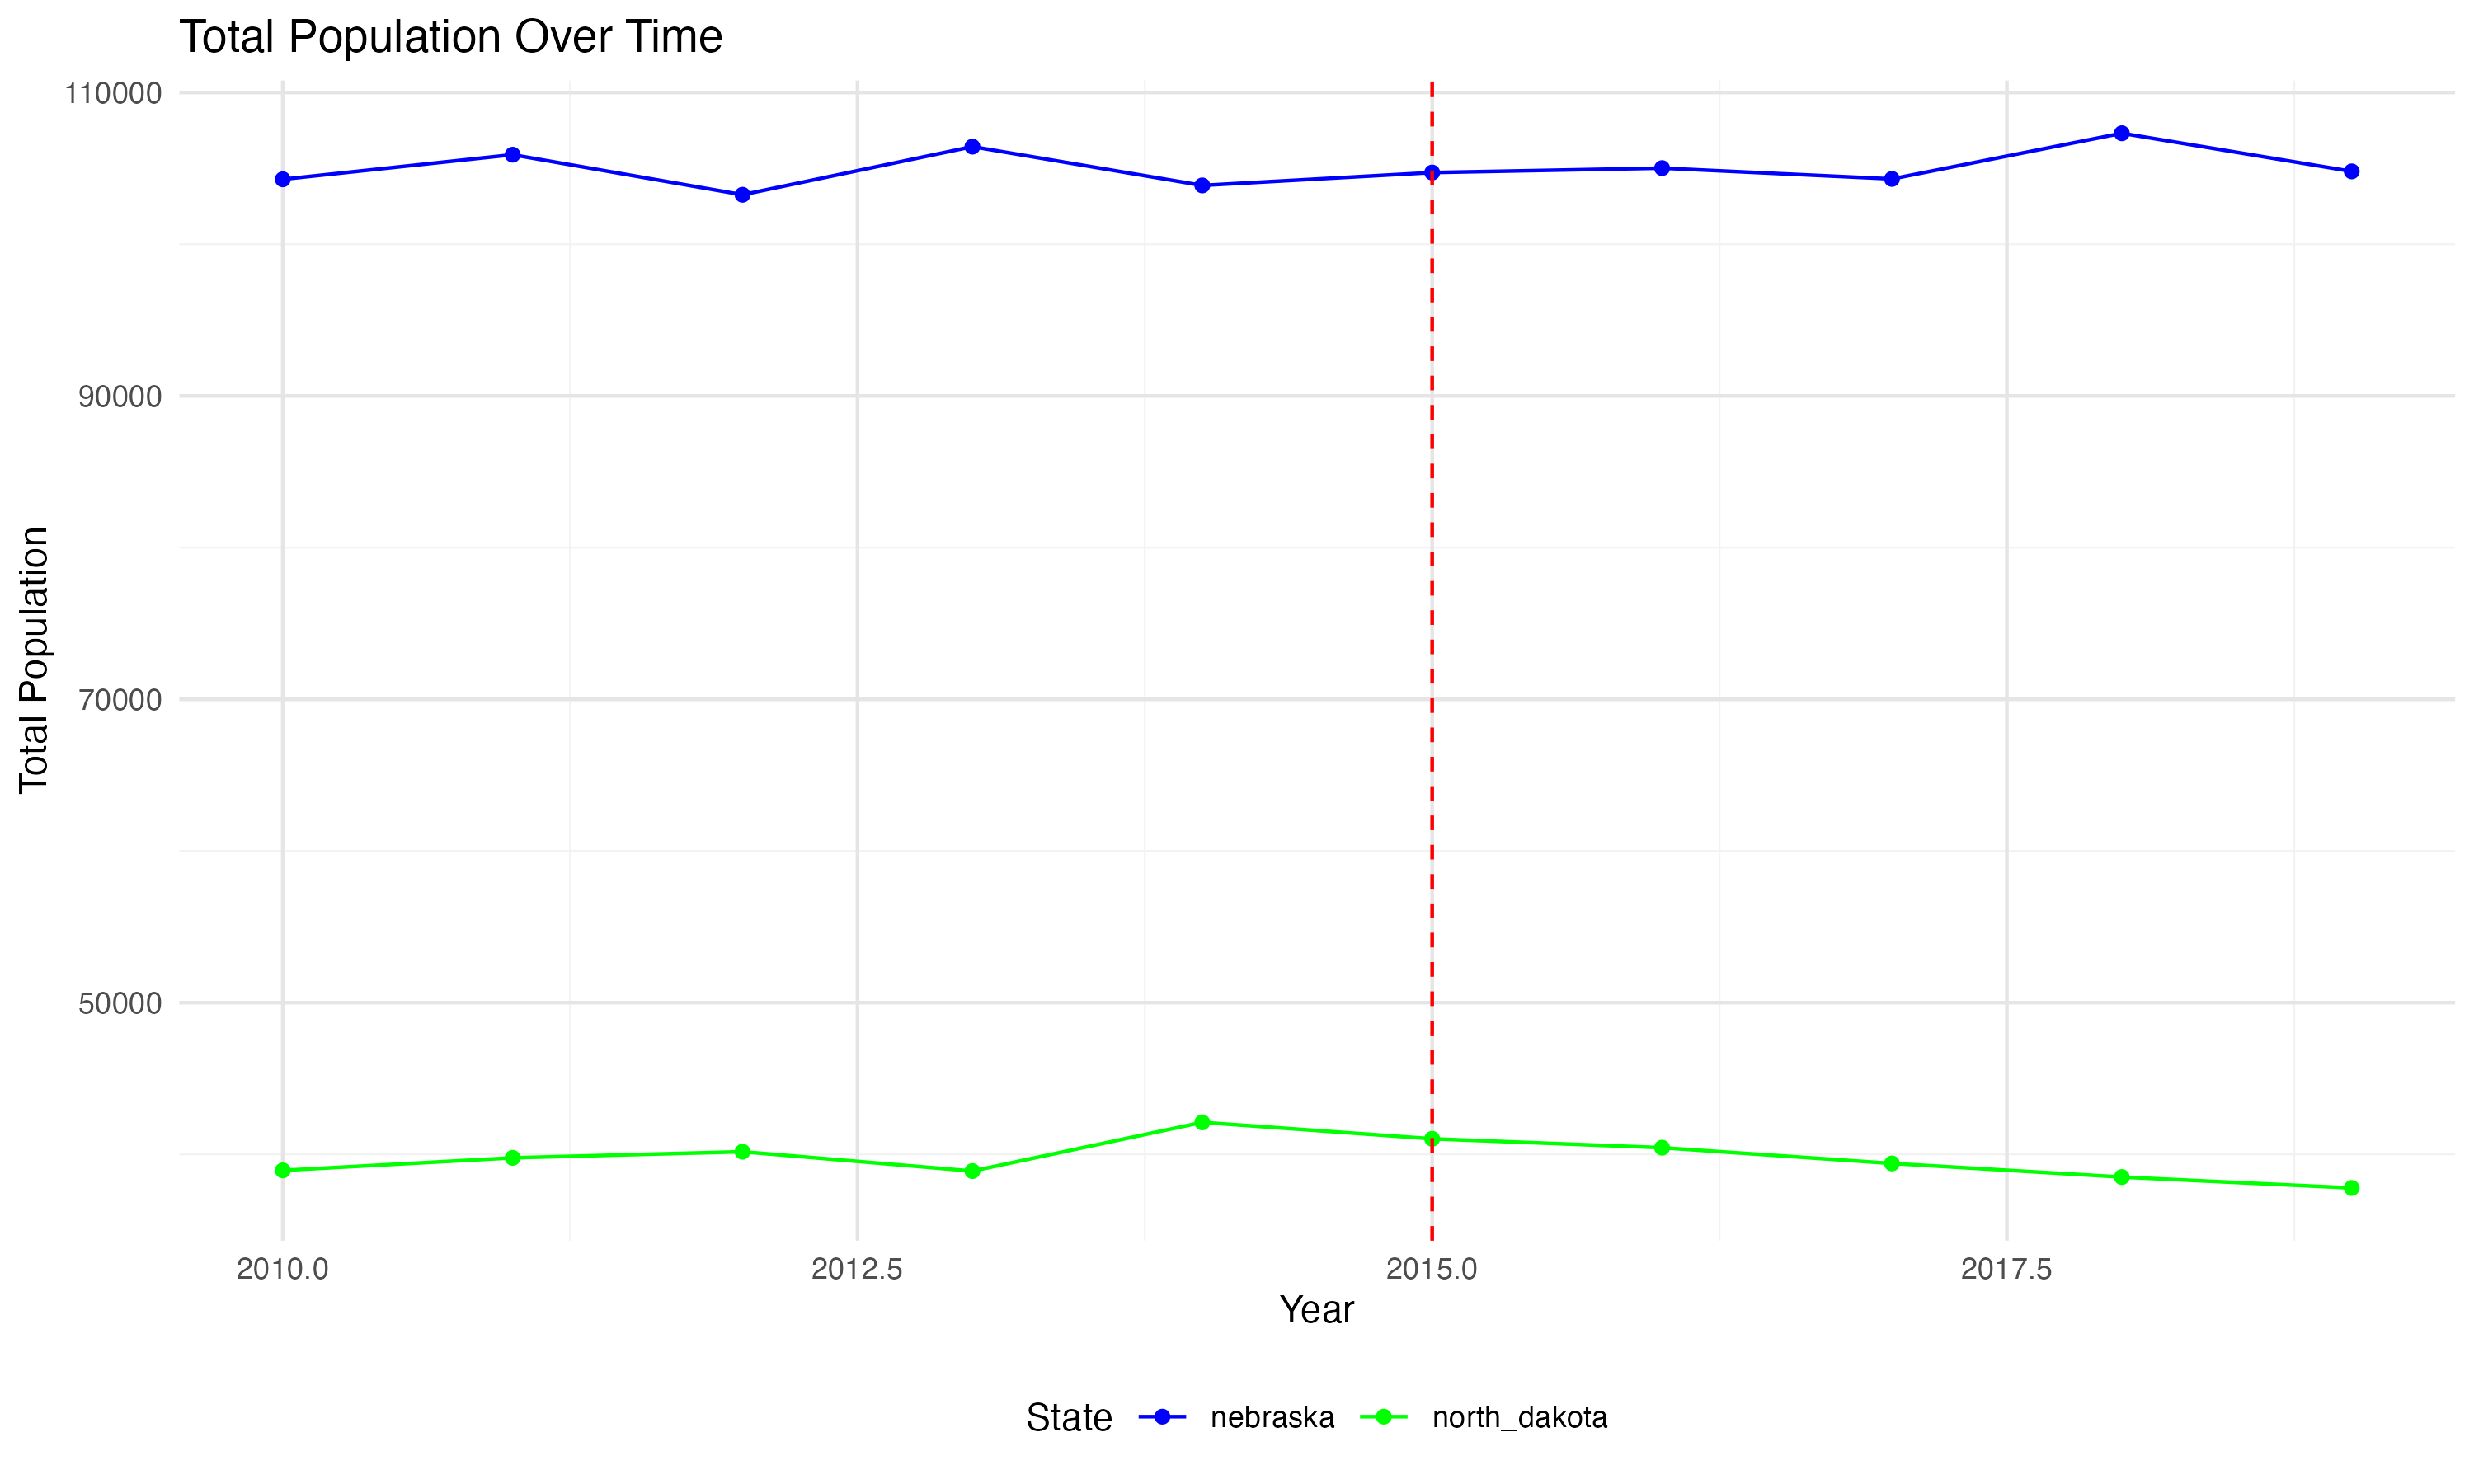 Total Population Over Time
Total Population
110000
90000
70000
50000
2010.0 2012.5 2015.0 2017.5
Year
State nebraska north_dakota